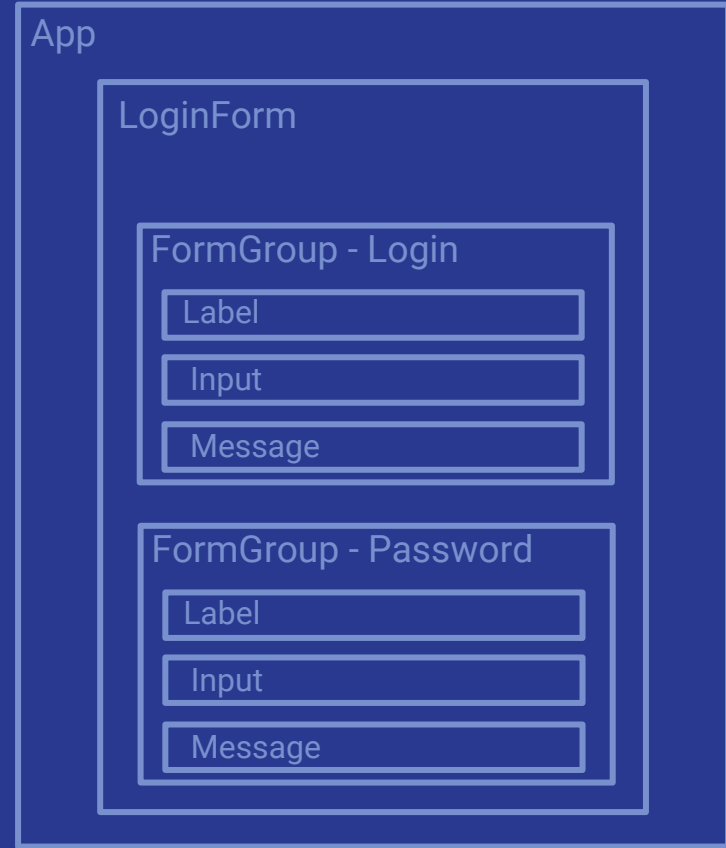 App
LoginForm
FormGroup - Login
Label
Input
Message
FormGroup - Password
Label
Input
Message